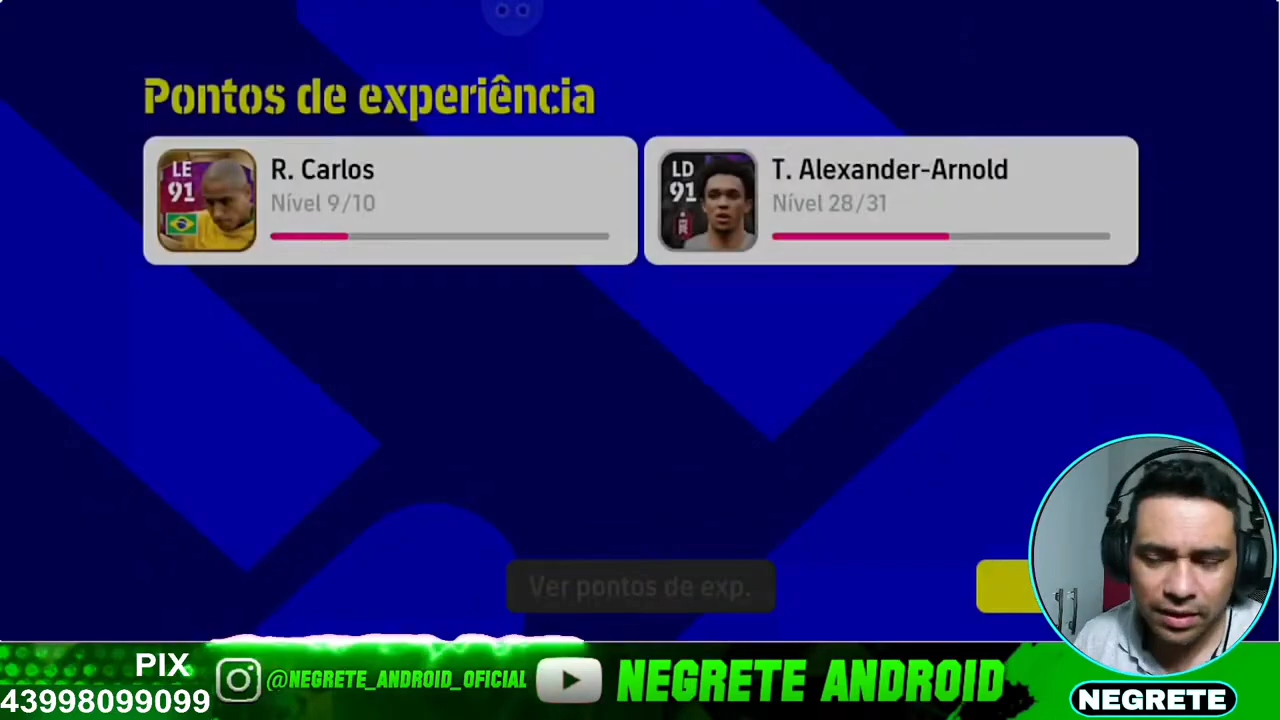 Pontos de experiência
LE
91
R. Carlos
Nível 9/10
LD
91
T. Alexander-Arnold
Nível 28/31
Ver pontos de exp.
PIX
43998099099
@NEGRETE_ANDROID_OFICIAL
NEGRETE ANDROID
NEGRETE